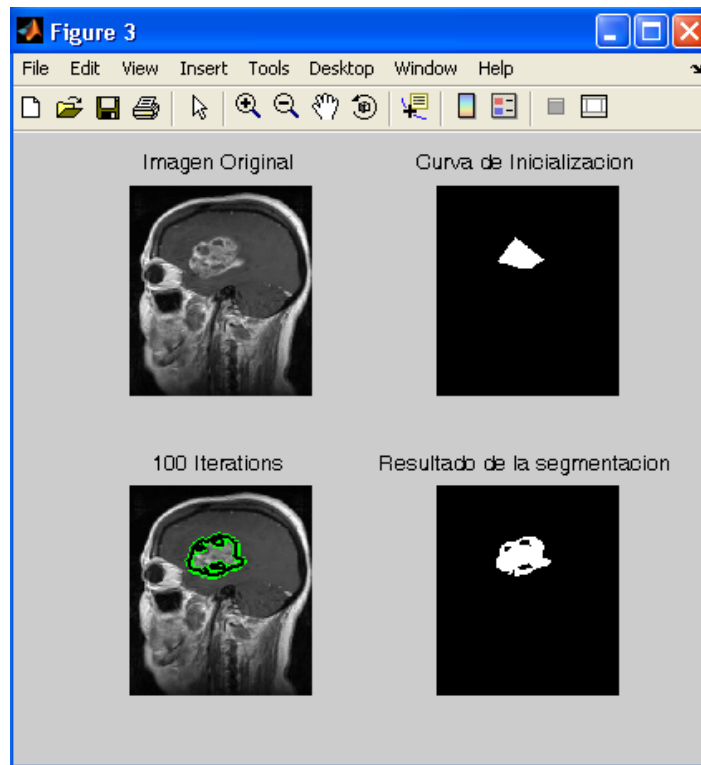 Figure 3
File Edit View Insert Tools Desktop Window Help
Imagen Original
Curva de Inicializacion
100 Iterations
Resultado de la segmentacion